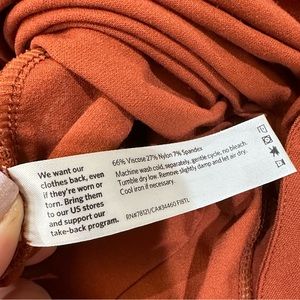 We want our
clothes back, even
if they're worn or
torn. Bring them
to our US stores
and support our
take-back program.
66% Viscose 27% Nylon 7% Spandex
Machine wash cold, separately, gentle cycle, no bleach.
Tumble dry low. Remove slightly damp and let air dry.
Cool iron if necessary.